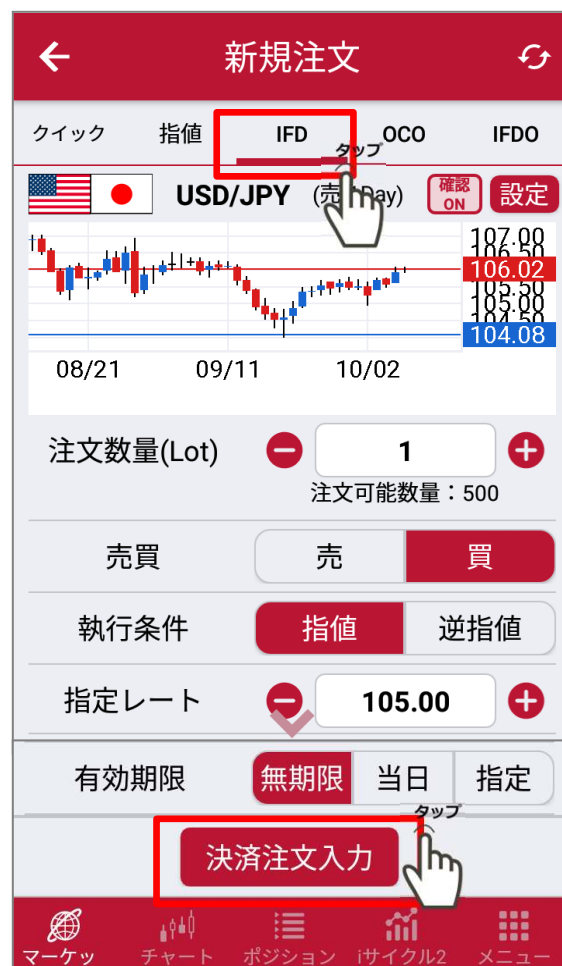 新規注文
クイック 指値 IFD OCO IFDO
タップ
USD/JPY (売 Day) 確認 ON 設定
107.00
106.50
106.02
105.50
105.00
104.50
104.08
08/21 09/11 10/02
注文数量(Lot) 1
注文可能数量:500
売買 売 買
執行条件 指値 逆指値
指定レート 105.00
有効期限 無期限 当日 指定
タップ
決済注文入力
マーケッ チャート ポジション iサイクル2 メニュー